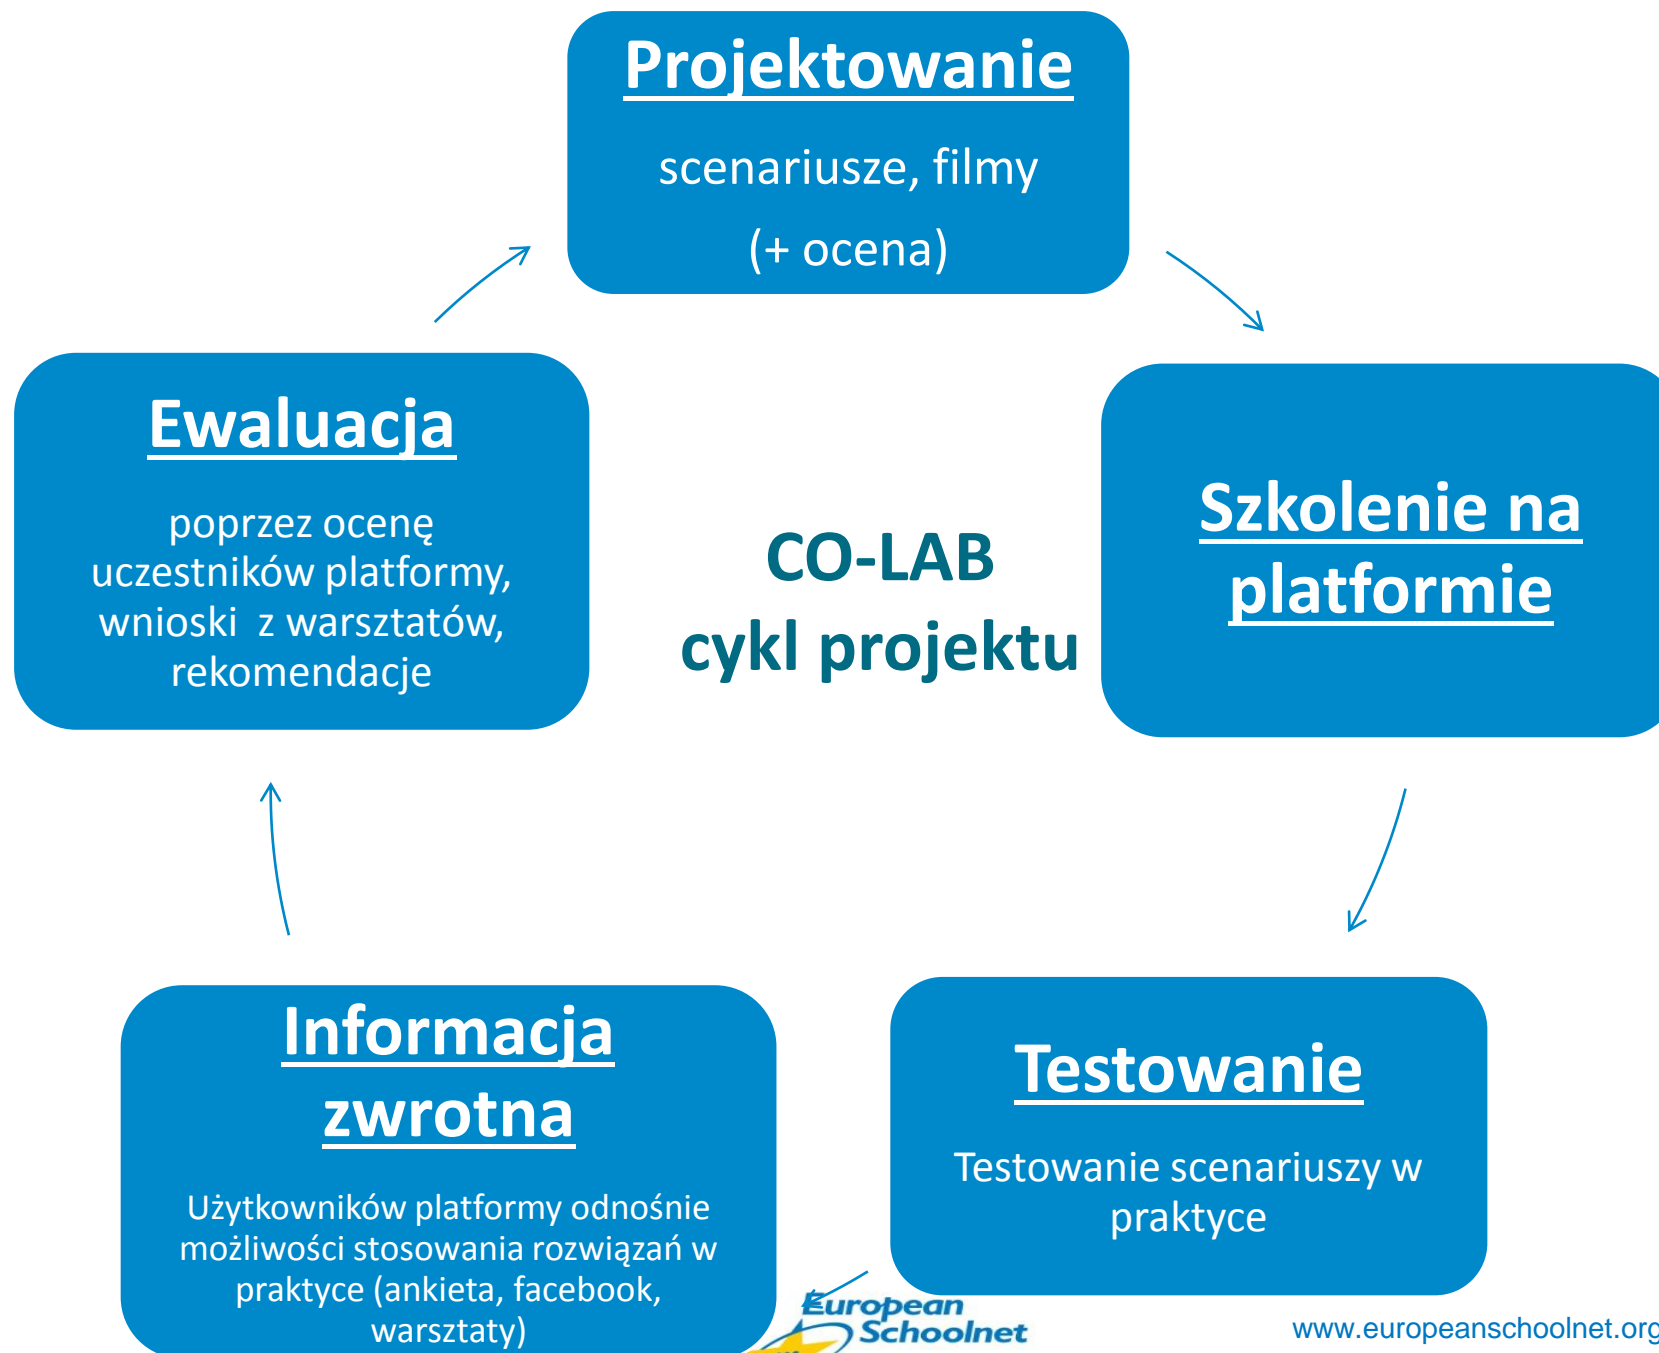 Projektowanie
scenariusze, filmy
(+ ocena)
Szkolenie na
platformie
Testowanie
Testowanie scenariuszy w
praktyce
Informacja
zwrotna
Użytkowników platformy odnośnie
możliwości stosowania rozwiązań w
praktyce (ankieta, facebook,
warsztaty)
Ewaluacja
poprzez ocenę
uczestników platformy,
wnioski z warsztatów,
rekomendacje
CO-LAB
cykl projektu
European
Schoolnet
www.europeanschoolnet.org